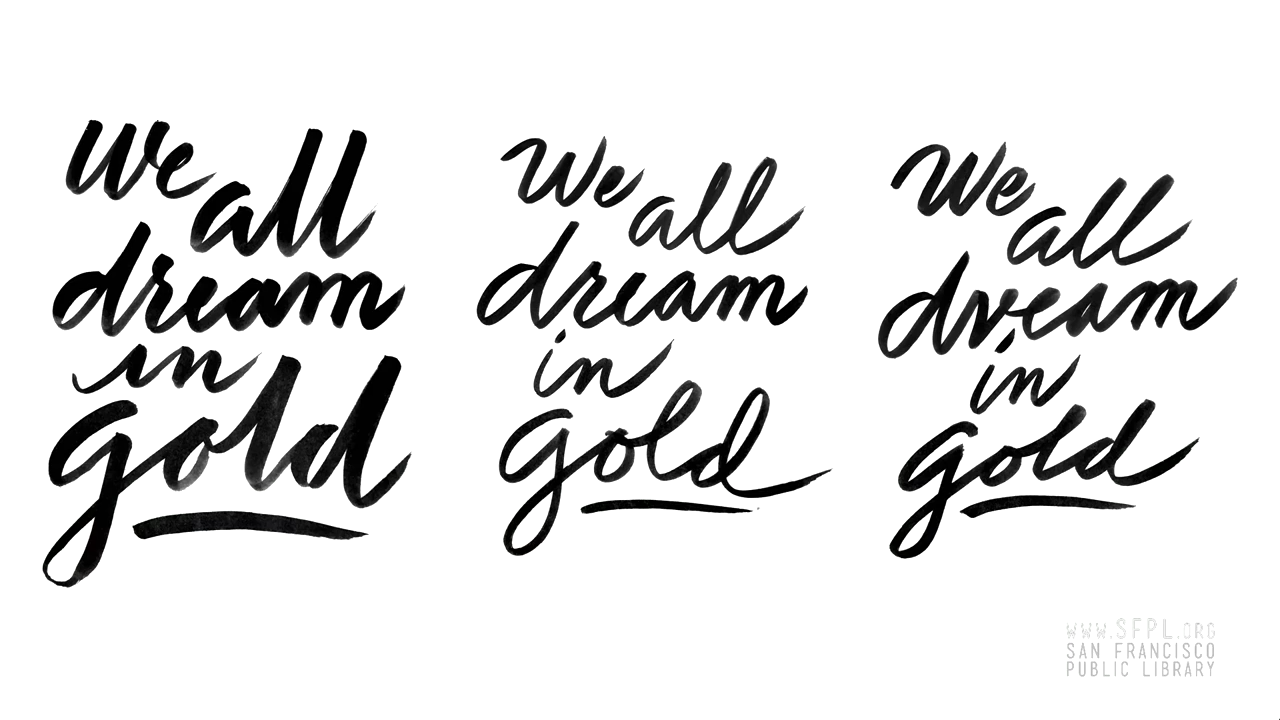 We all
dream
in
gold
We all
dream
in
gold
We all
dream
in
gold
www.SFPL.org
SAN FRANCISCO
PUBLIC LIBRARY